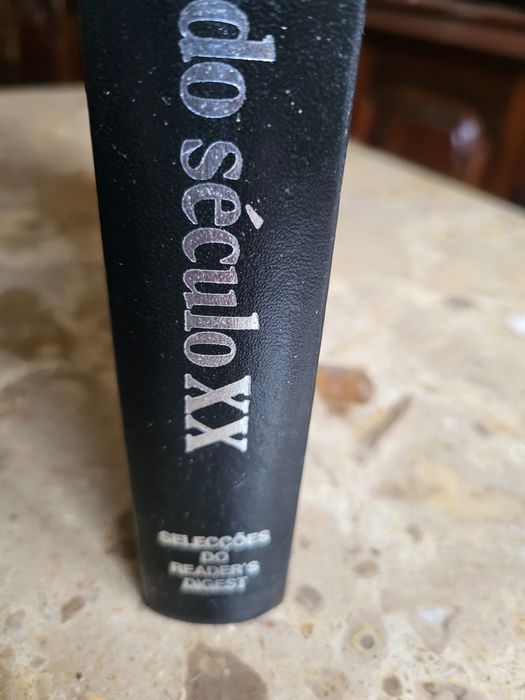 do século XX
SELECÇÕES
DO
READER'S
DIGEST